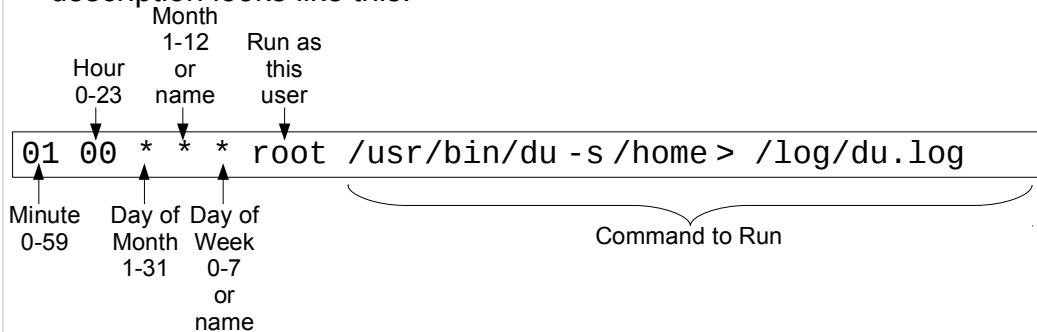 description looks like this:
Month
1-12
or
name
Run as
this
user
Hour
0-23
01 00 * * * root /usr/bin/du -s /home > /log/du.log
Minute
0-59
Day of
Month
1-31
Day of
Week
0-7
or
name
Command to Run